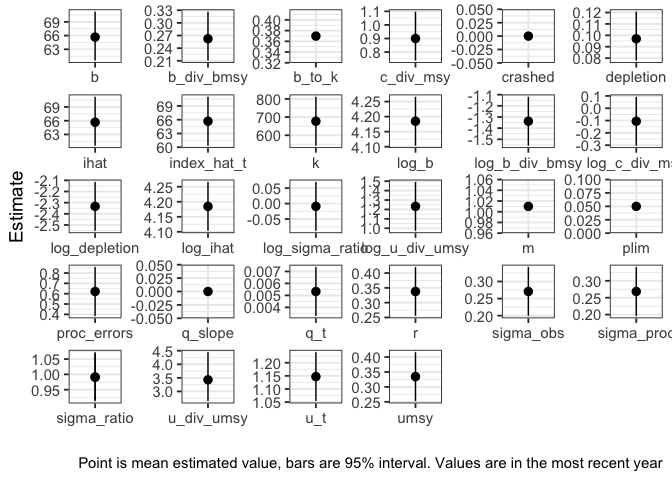 69 66 63 0.33 0.30 0.27 0.24 0.21 0.40 0.38 0.36 0.34 0.32 1.1 1.0 0.9 0.8 0.050 0.025 0.000 -0.025 -0.050 0.12 0.11 0.10 0.09 0.08
b b_div_bmsy b_to_k c_div_msy crashed depletion
69 66 63 69 66 63 60 800 700 600 4.25 4.20 4.15 4.10 -1.1 -1.2 -1.3 -1.4 -1.5 0.1 0.0 -0.1 -0.2 -0.3
ihat index_hat_t k log_b log_b_div_bmsy log_c_div_ms
Estimate
-2.1 -2.2 -2.3 -2.4 -2.5 4.25 4.20 4.15 4.10 0.05 0.00 -0.05 1.5 1.4 1.3 1.2 1.1 1.0 1.06 1.04 1.02 1.00 0.98 0.96 0.100 0.075 0.050 0.025 0.000
log_depletion log_ihat log_sigma_ratio log_u_div_umsy m plim
0.8 0.7 0.6 0.5 0.4 0.050 0.025 0.000 -0.025 -0.050 0.007 0.006 0.005 0.004 0.40 0.35 0.30 0.25 0.30 0.25 0.20 0.30 0.25 0.20
proc_errors q_slope q_t r sigma_obs sigma_proc
1.05 1.00 0.95 4.5 4.0 3.5 3.0 1.20 1.15 1.10 1.05 0.40 0.35 0.30 0.25
sigma_ratio u_div_umsy u_t umsy
Point is mean estimated value, bars are 95% interval. Values are in the most recent year